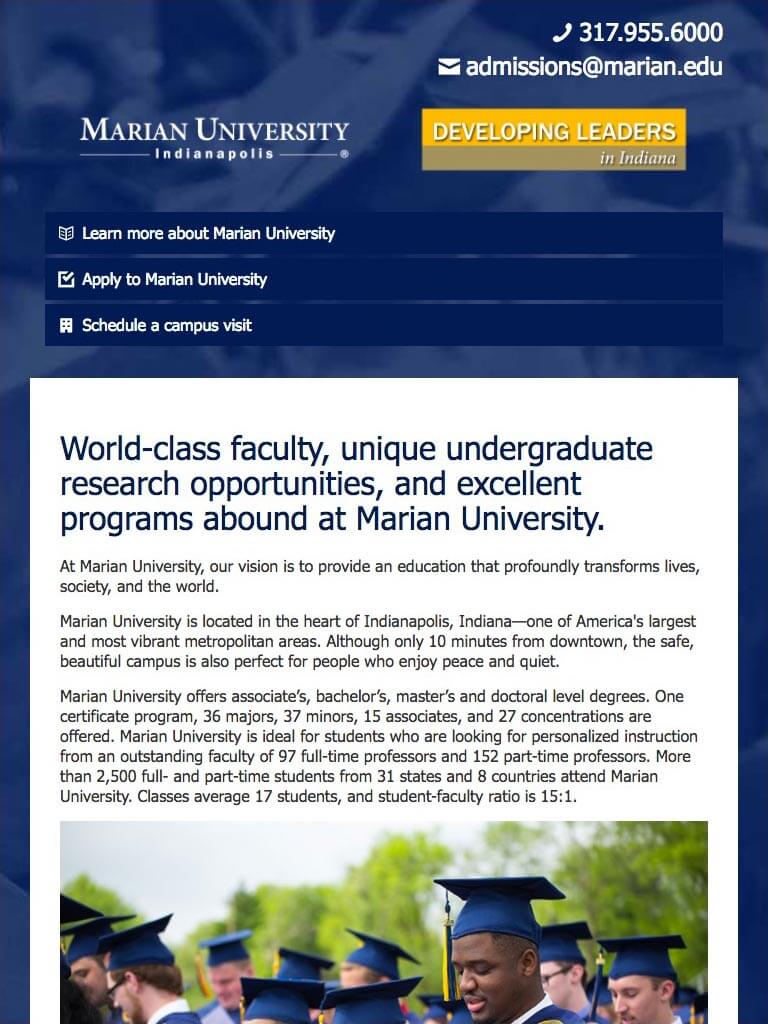 317.955.6000
admissions@marian.edu
MARIAN UNIVERSITY
Indianapolis ®
DEVELOPING LEADERS
in Indiana
Learn more about Marian University
Apply to Marian University
Schedule a campus visit
World-class faculty, unique undergraduate
research opportunities, and excellent
programs abound at Marian University.
At Marian University, our vision is to provide an education that profoundly transforms lives,
society, and the world.
Marian University is located in the heart of Indianapolis, Indiana—one of America's largest
and most vibrant metropolitan areas. Although only 10 minutes from downtown, the safe,
beautiful campus is also perfect for people who enjoy peace and quiet.
Marian University offers associate’s, bachelor’s, master’s and doctoral level degrees. One
certificate program, 36 majors, 37 minors, 15 associates, and 27 concentrations are
offered. Marian University is ideal for students who are looking for personalized instruction
from an outstanding faculty of 97 full-time professors and 152 part-time professors. More
than 2,500 full- and part-time students from 31 states and 8 countries attend Marian
University. Classes average 17 students, and student-faculty ratio is 15:1.